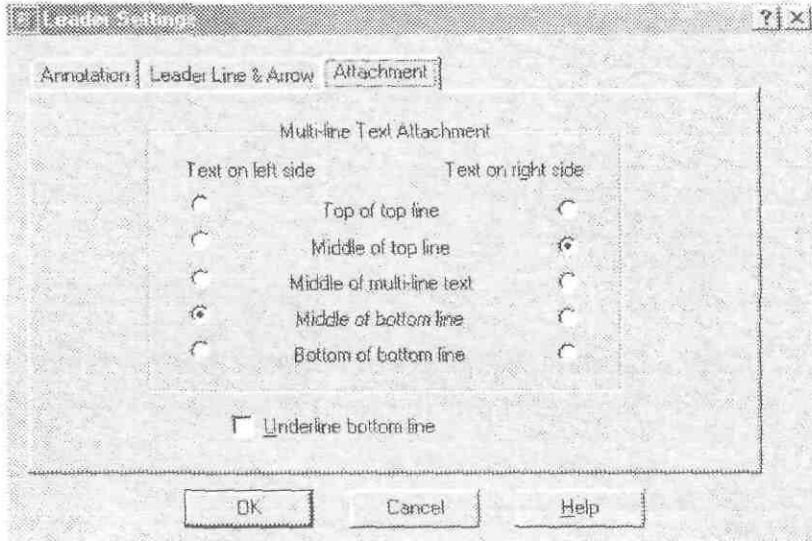 Leader Settings
Annotation Leader Line & Arrow Attachment
Multi-line Text Attachment
Text on left side Text on right side
Top of top line
Middle of top line
Middle of multi-line text
Middle of bottom line
Bottom of bottom line
Underline bottom line
OK Cancel Help